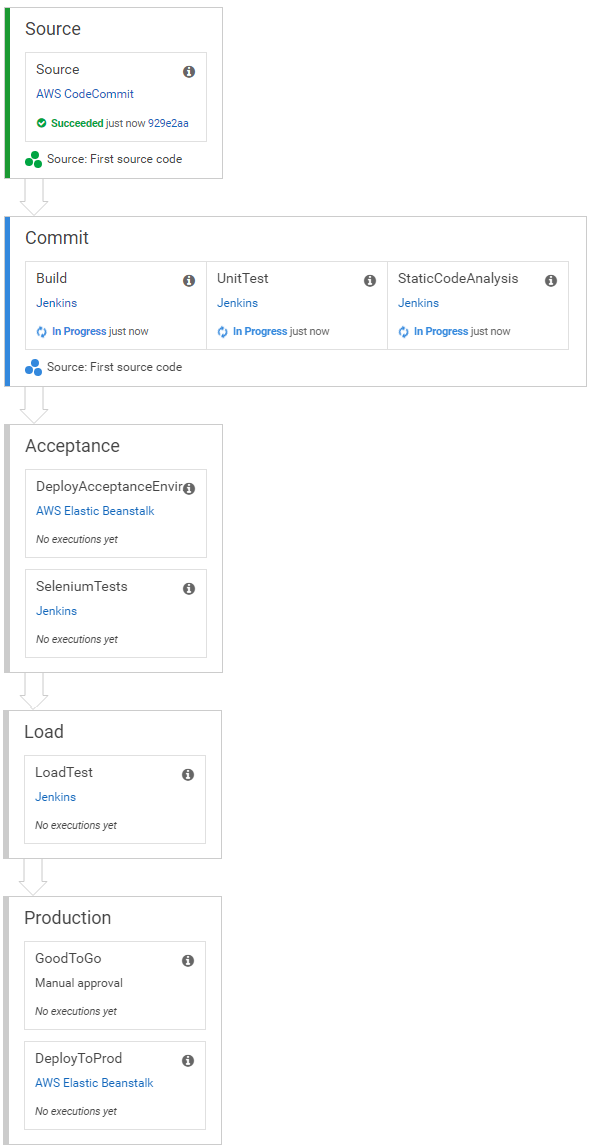 Source
Source
AWS CodeCommit
Succeeded just now 929e2aa
Source: First source code
Commit
Build
Jenkins
In Progress just now
UnitTest
Jenkins
In Progress just now
StaticCodeAnalysis
Jenkins
In Progress just now
Source: First source code
Acceptance
DeployAcceptanceEnvir
AWS Elastic Beanstalk
No executions yet
SeleniumTests
Jenkins
No executions yet
Load
LoadTest
Jenkins
No executions yet
Production
GoodToGo
Manual approval
No executions yet
DeployToProd
AWS Elastic Beanstalk
No executions yet